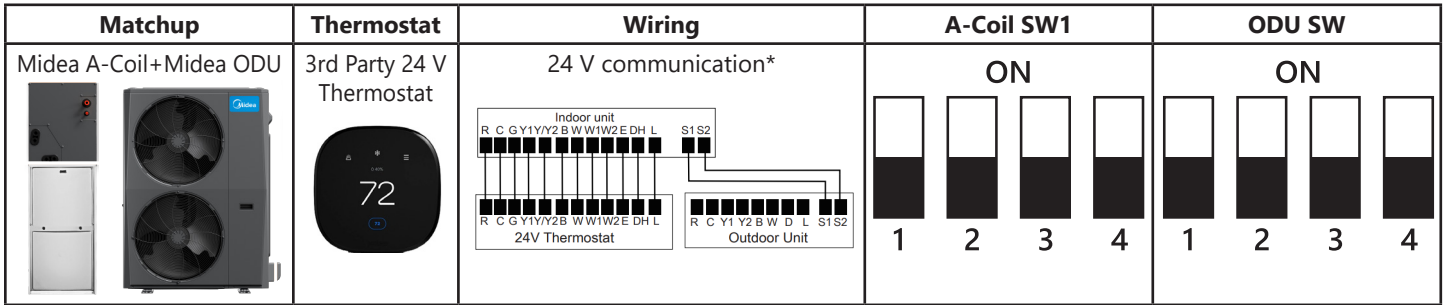 Matchup
Thermostat
Wiring
A-Coil SW1
ODU SW
Midea A-Coil+Midea ODU
Midea
3rd Party 24 V
Thermostat
72
24 V communication*
Indoor unit
R C G Y1 Y/Y2 B W W1 W2 E DH L S1 S2
R C G Y1 Y/Y2 B W W1 W2 E DH L
24V Thermostat
R C Y1 Y2 B W D L S1 S2
Outdoor Unit
ON
1 2 3 4
ON
1 2 3 4